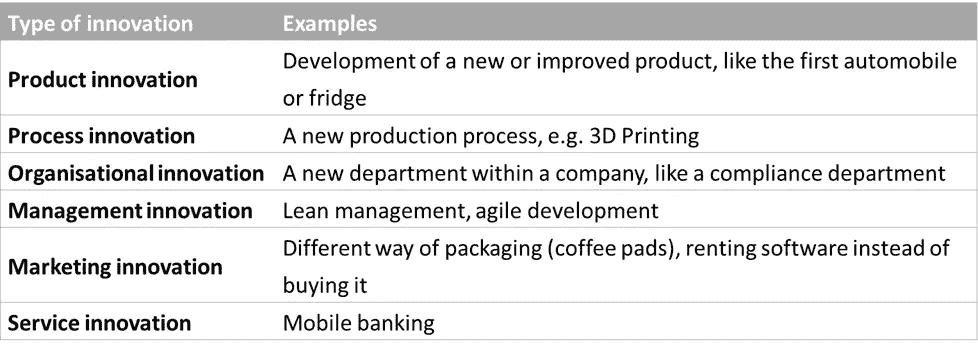 Type of innovation Examples
Product innovation Development of a new or improved product, like the first automobile
or fridge
Process innovation A new production process, e.g. 3D Printing
Organisational innovation A new department within a company, like a compliance department
Management innovation Lean management, agile development
Marketing innovation Different way of packaging (coffee pads), renting software instead of
buying it
Service innovation Mobile banking